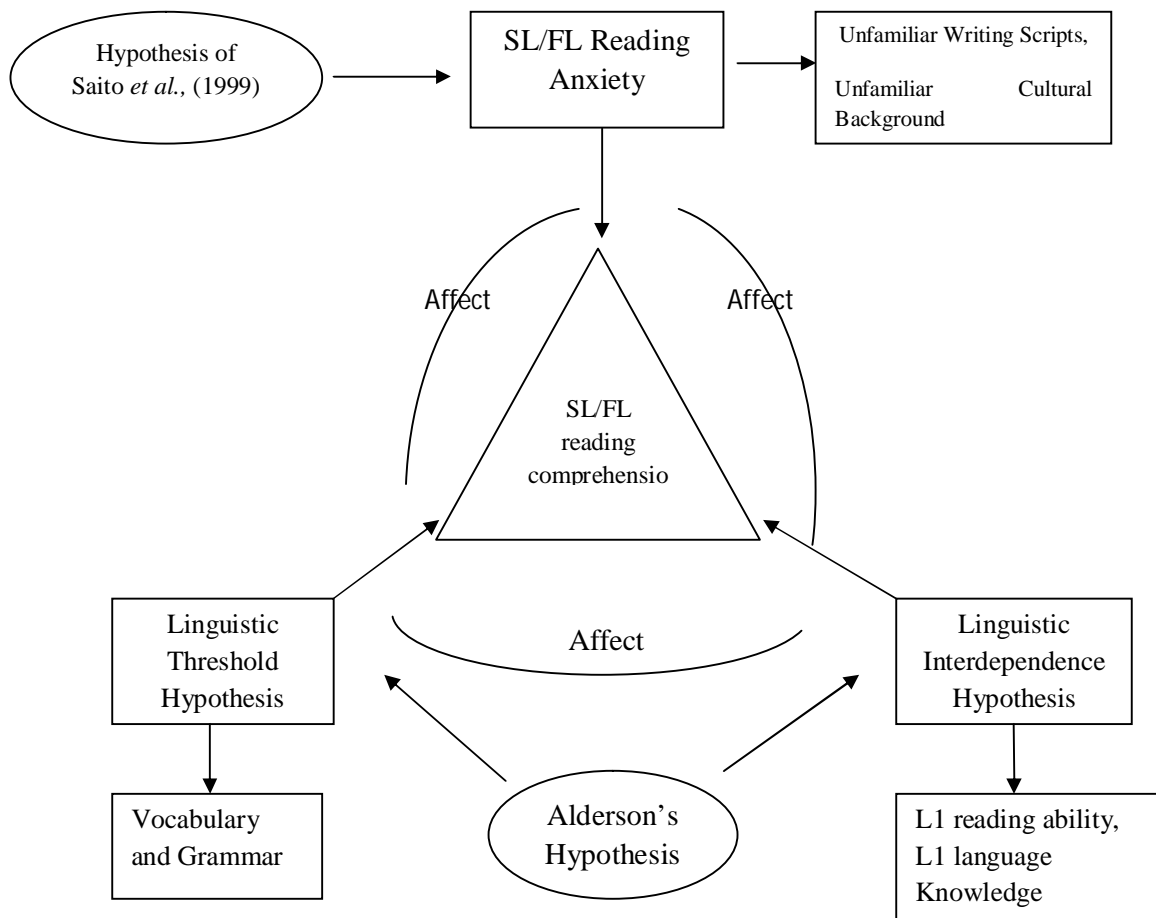 Hypothesis of
Saito et al., (1999)
SL/FL Reading
Anxiety
Unfamiliar Writing Scripts,
Unfamiliar Cultural
Background
Affect
Affect
SL/FL
reading
comprehensio
Linguistic
Threshold
Hypothesis
Affect
Linguistic
Interdependence
Hypothesis
Vocabulary
and Grammar
Alderson’s
Hypothesis
L1 reading ability,
L1 language
Knowledge